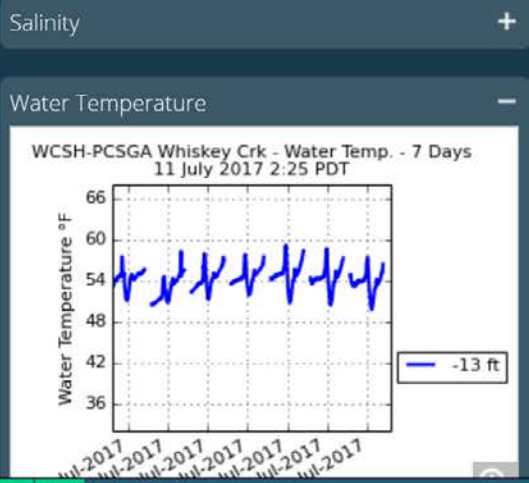 Salinity
Water Temperature
WCSH-PCSGA Whiskey Crk - Water Temp. - 7 Days
11 July 2017 2:25 PDT
Water Temperature °F
66
60
54
48
42
36
-13 ft